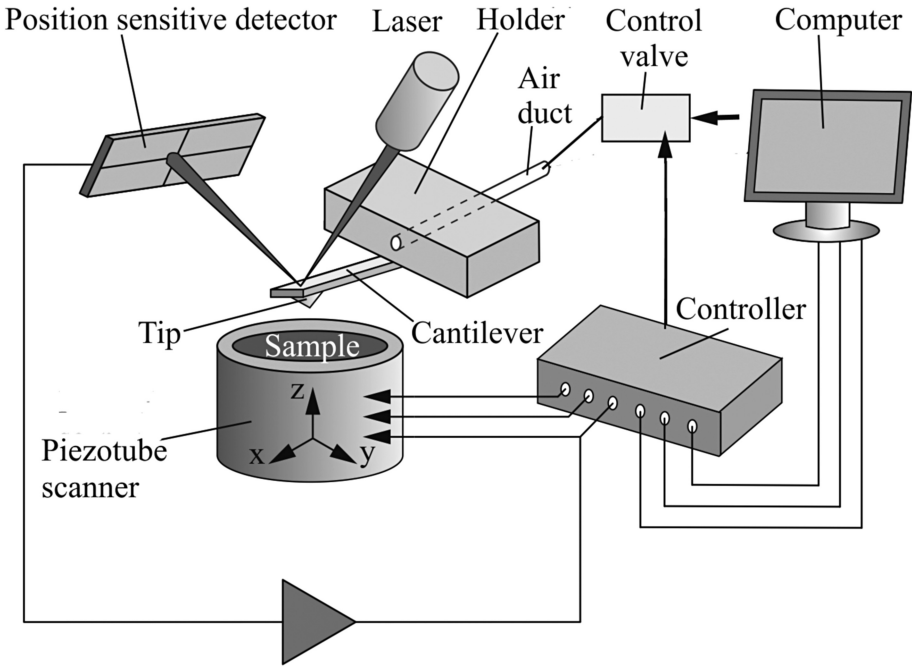 Position sensitive detector
Laser
Holder
Control
valve
Computer
Air
duct
Controller
Tip
Cantilever
Sample
z
x
y
Piezotube
scanner